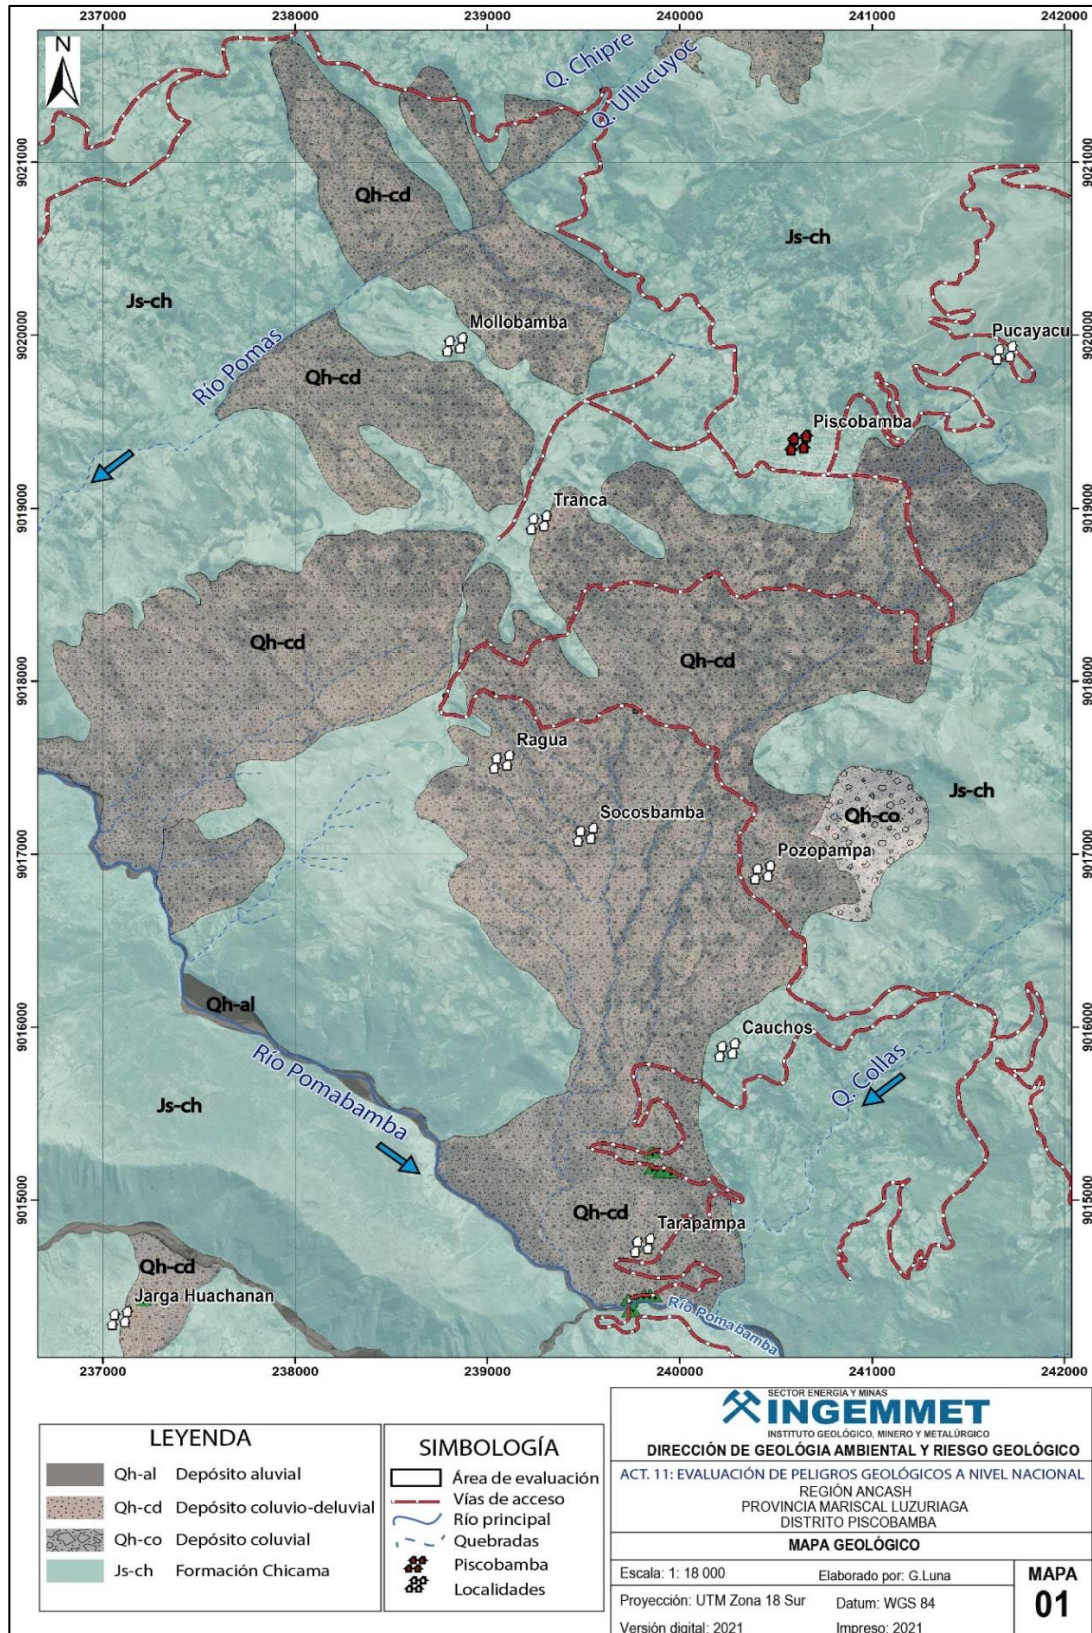 237000 238000 239000 240000 241000 242000
N
Q. Chipre
Q. Ullucuyoc
9021000
9021000
Qh-cd
Js-ch
Js-ch
9020000
9020000
Mollobamba
Pucayacu
Río Pomas
Qh-cd
Piscobamba
9019000
9019000
Tranca
Qh-cd
Qh-cd
9018000
9018000
Ragua
Js-ch
Socosbamba
Qh-co
9017000
9017000
Pozopampa
Qh-al
9016000
9016000
Cauchos
Río Pomabamba
Q. Collas
Js-ch
9015000
9015000
Qh-cd
Tarapampa
Qh-cd
Jarga Huachanan
Río Pomabamba
237000 238000 239000 240000 241000 242000
LEYENDA
Qh-al Depósito aluvial
Qh-cd Depósito coluvio-deluvial
Qh-co Depósito coluvial
Js-ch Formación Chicama
SIMBOLOGÍA
Área de evaluación
Vías de acceso
Río principal
Quebradas
Piscobamba
Localidades
SECTOR ENERGÍA Y MINAS
INGEMMET
INSTITUTO GEOLÓGICO, MINERO Y METALÚRGICO
DIRECCIÓN DE GEOLÓGIA AMBIENTAL Y RIESGO GEOLÓGICO
ACT. 11: EVALUACIÓN DE PELIGROS GEOLÓGICOS A NIVEL NACIONAL
REGIÓN ANCASH
PROVINCIA MARISCAL LUZURIAGA
DISTRITO PISCOBAMBA
MAPA GEOLÓGICO
Escala: 1: 18 000 Elaborado por: G.Luna
Proyección: UTM Zona 18 Sur Datum: WGS 84
Versión digital: 2021 Impreso: 2021
MAPA
01